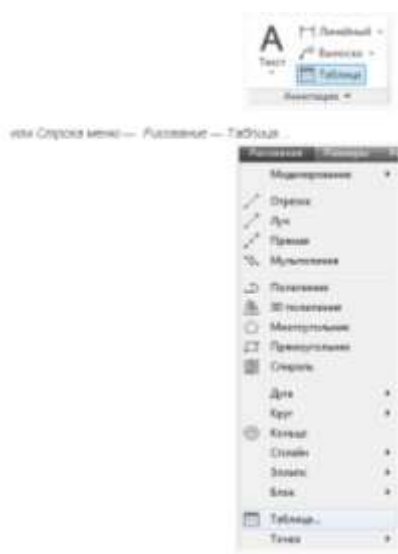 А Линейный
Выноска
Текст Таблица
Аннотации
или Строка меню — Рисование — Таблица
Рисование Размеры
Моделирование
Отрезок
Луч
Прямая
Мультилиния
Полилиния
3D полилиния
Многоугольник
Прямоугольник
Спираль
Дуга
Круг
Кольцо
Сплайн
Эллипс
Блок
Таблица...
Точка